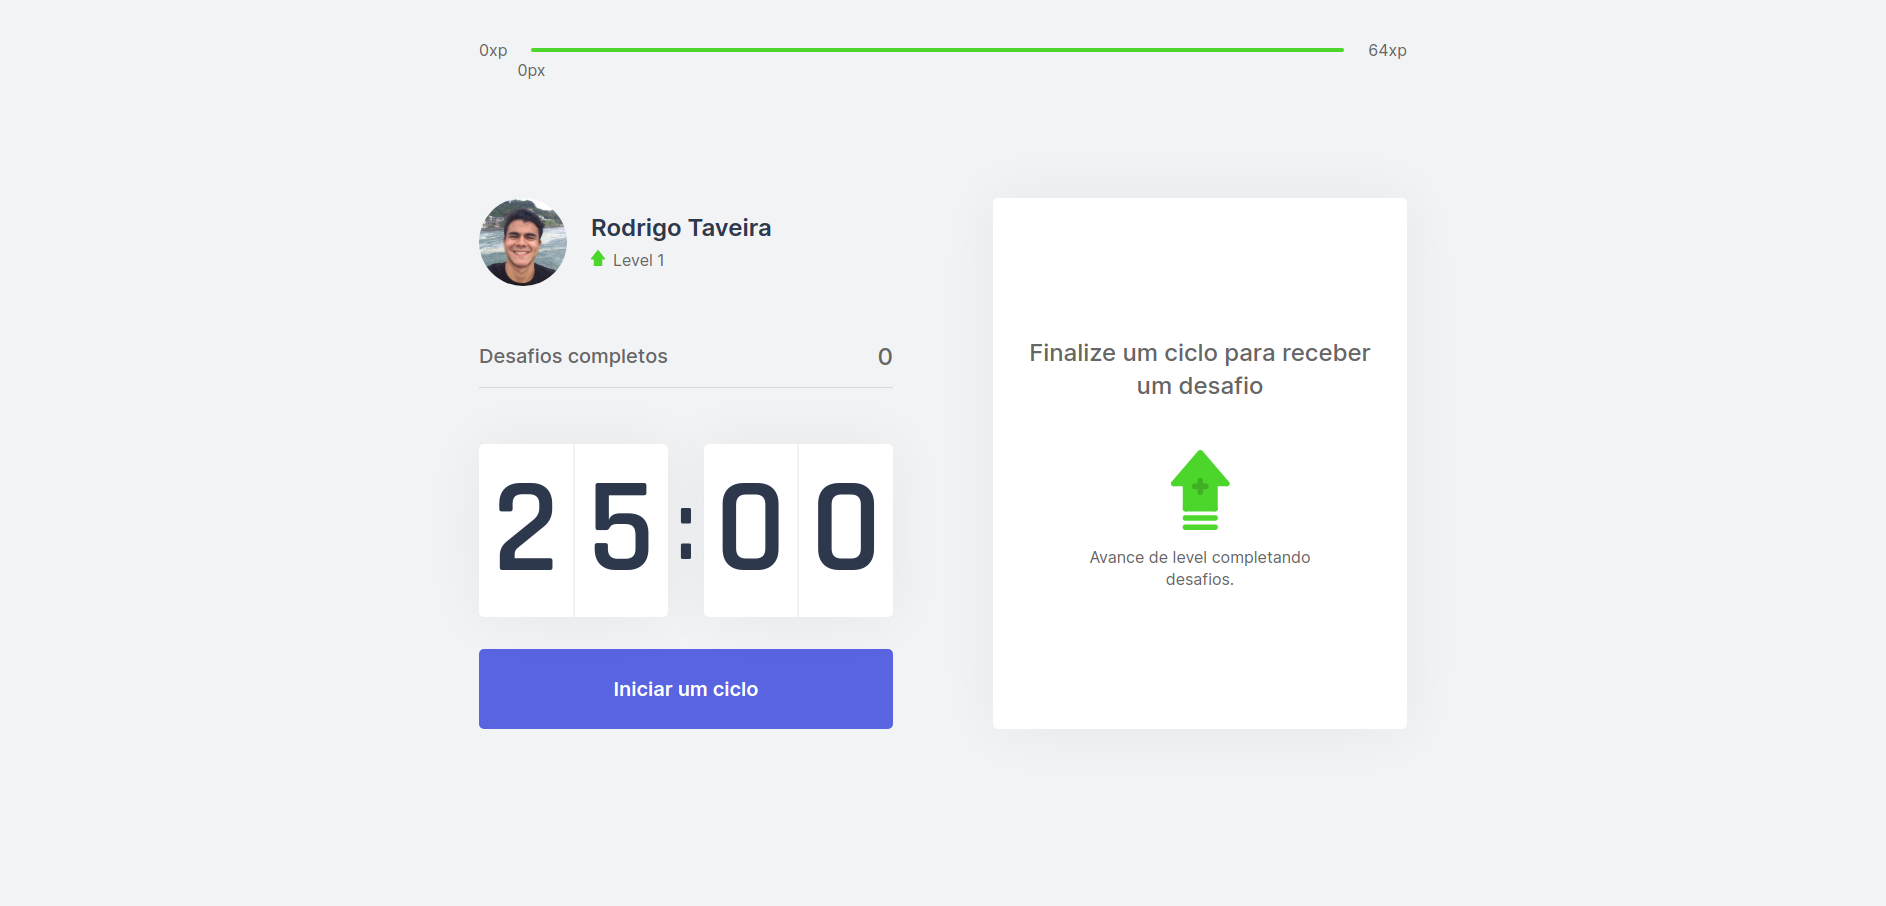 0xp
64xp
0px
Rodrigo Taveira
Level 1
Desafios completos
0
25:00
Iniciar um ciclo
Finalize um ciclo para receber
um desafio
Avance de level completando
desafios.